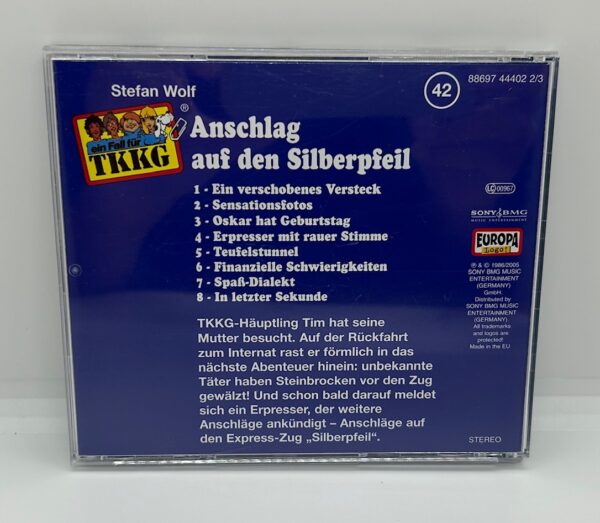 Stefan Wolf
42
88697 44402 2/3
®
ein Fall für
TKKG
Anschlag
auf den Silberpfeil
1 - Ein verschobenes Versteck
2 - Sensationsfotos
3 - Oskar hat Geburtstag
4 - Erpresser mit rauer Stimme
5 - Teufelstunnel
6 - Finanzielle Schwierigkeiten
7 - Spaß-Dialekt
8 - In letzter Sekunde
TKKG-Häuptling Tim hat seine
Mutter besucht. Auf der Rückfahrt
zum Internat rast er förmlich in das
nächste Abenteuer hinein: unbekannte
Täter haben Steinbrocken vor den Zug
gewälzt! Und schon bald darauf meldet
sich ein Erpresser, der weitere
Anschläge ankündigt – Anschläge auf
den Express-Zug „Silberpfeil“.
LC 00967
SONY BMG
MUSIC ENTERTAINMENT
EUROPA
Logo!
℗ & © 1986/2005
SONY BMG MUSIC
ENTERTAINMENT
(GERMANY)
GmbH.
Distributed by
SONY BMG MUSIC
ENTERTAINMENT
(GERMANY).
All trademarks
and logos are
protected!
Made in the EU
STEREO